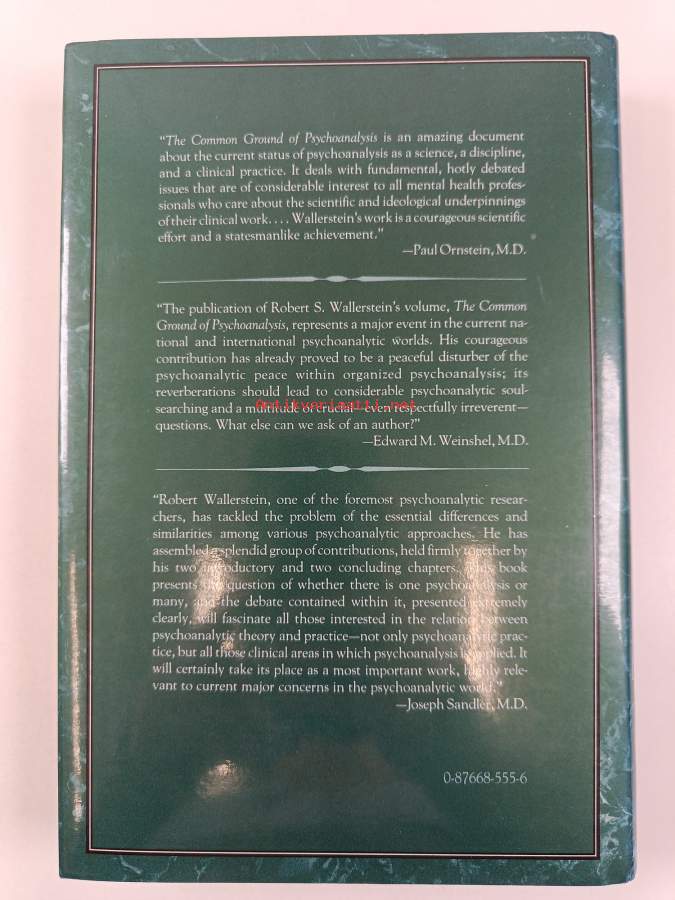 “The Common Ground of Psychoanalysis is an amazing document
about the current status of psychoanalysis as a science, a discipline,
and a clinical practice. It deals with fundamental, hotly debated
issues that are of considerable interest to all mental health profes-
sionals who care about the scientific and ideological underpinnings
of their clinical work. . . . Wallerstein’s work is a courageous scientific
effort and a statesmanlike achievement.”
—Paul Ornstein, M.D.
“The publication of Robert S. Wallerstein’s volume, The Common
Ground of Psychoanalysis, represents a major event in the current na-
tional and international psychoanalytic worlds. His courageous
contribution has already proved to be a peaceful disturber of the
psychoanalytic peace within organized psychoanalysis; its
reverberations should lead to considerable psychoanalytic soul-
Antikvariaatti.net
searching and a multitude of crucial—even respectfully irreverent—
questions. What else can we ask of an author?”
—Edward M. Weinshel, M.D.
“Robert Wallerstein, one of the foremost psychoanalytic resear-
chers, has tackled the problem of the essential differences and
similarities among various psychoanalytic approaches. He has
assembled a splendid group of contributions, held firmly together by
his two introductory and two concluding chapters. This book
presents the question of whether there is one psychoanalysis or
many, and the debate contained within it, presented extremely
clearly, will fascinate all those interested in the relation between
psychoanalytic theory and practice—not only psychoanalytic prac-
tice, but all those clinical areas in which psychoanalysis is applied. It
will certainly take its place as a most important work, highly rele-
vant to current major concerns in the psychoanalytic world.”
—Joseph Sandler, M.D.
0-87668-555-6